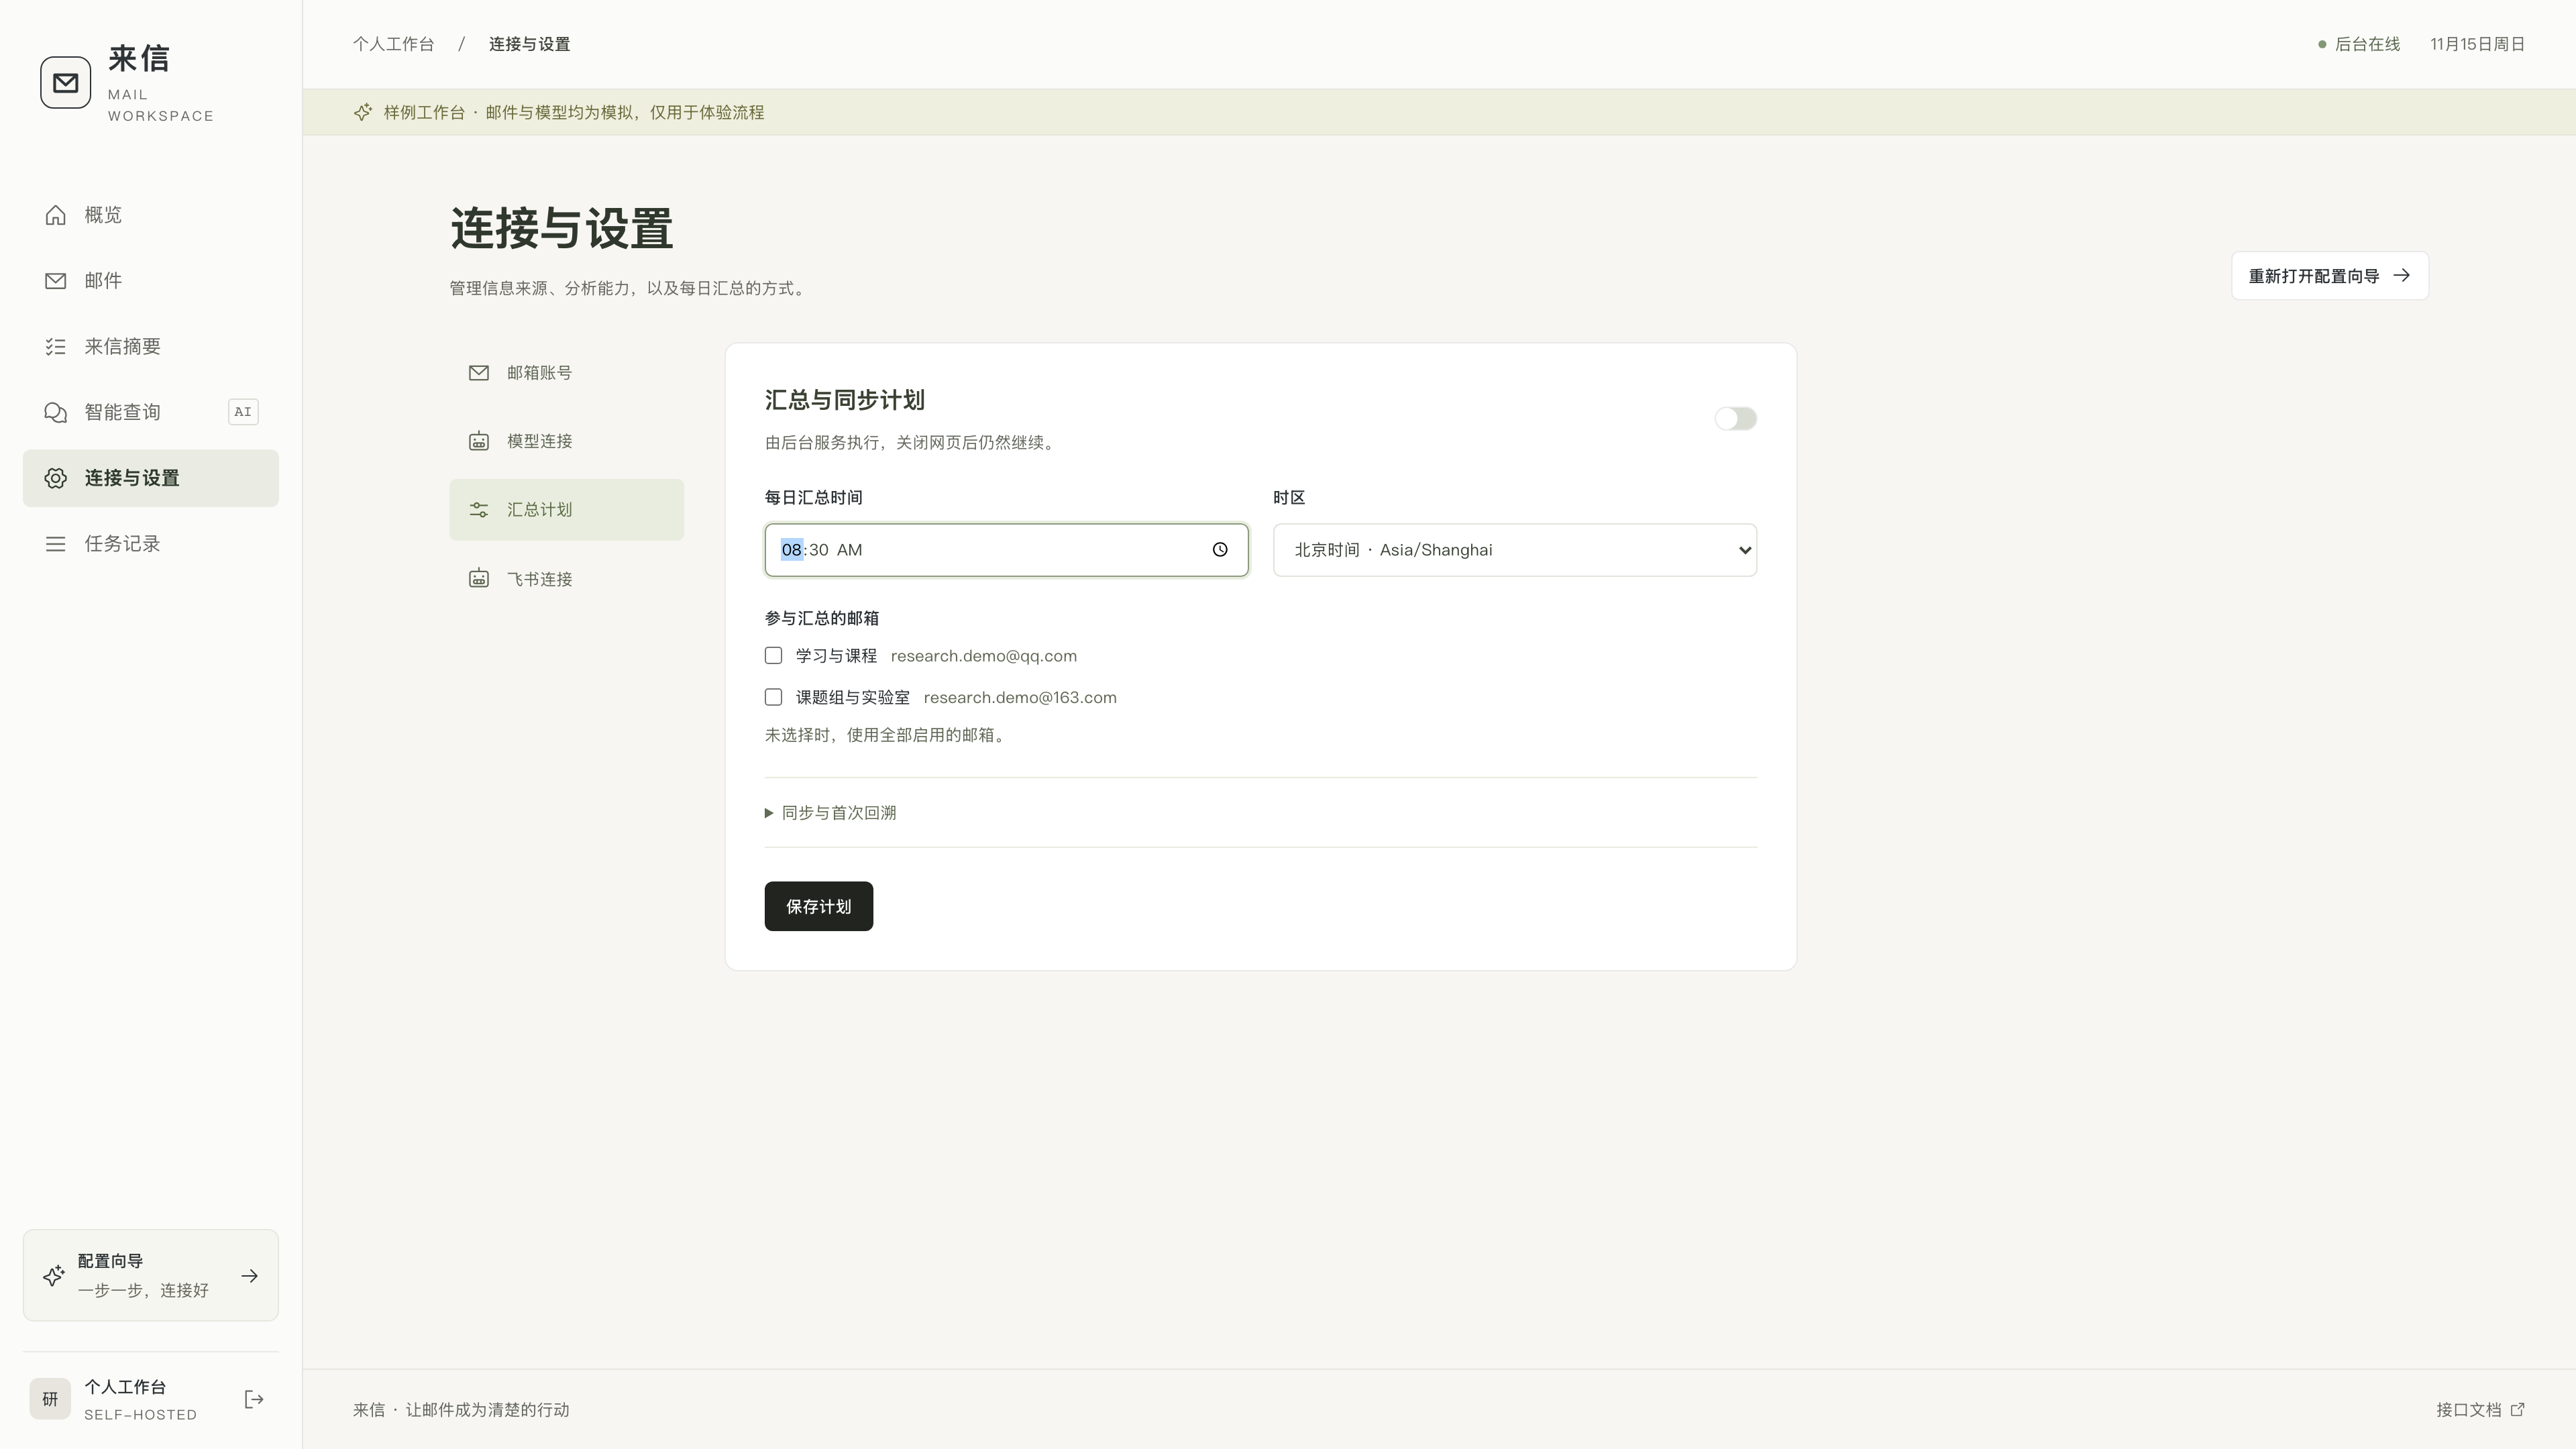 来信
MAIL
WORKSPACE
概览
邮件
来信摘要
智能查询 AI
连接与设置
任务记录
配置向导
一步一步，连接好
研
个人工作台
SELF-HOSTED
个人工作台 / 连接与设置
后台在线 11月15日周日
样例工作台 · 邮件与模型均为模拟，仅用于体验流程
连接与设置
管理信息来源、分析能力，以及每日汇总的方式。
重新打开配置向导
邮箱账号
模型连接
汇总计划
飞书连接
汇总与同步计划
由后台服务执行，关闭网页后仍然继续。
每日汇总时间 时区
08:30 AM 北京时间 · Asia/Shanghai
参与汇总的邮箱
学习与课程 research.demo@qq.com
课题组与实验室 research.demo@163.com
未选择时，使用全部启用的邮箱。
同步与首次回溯
保存计划
来信 · 让邮件成为清楚的行动 接口文档